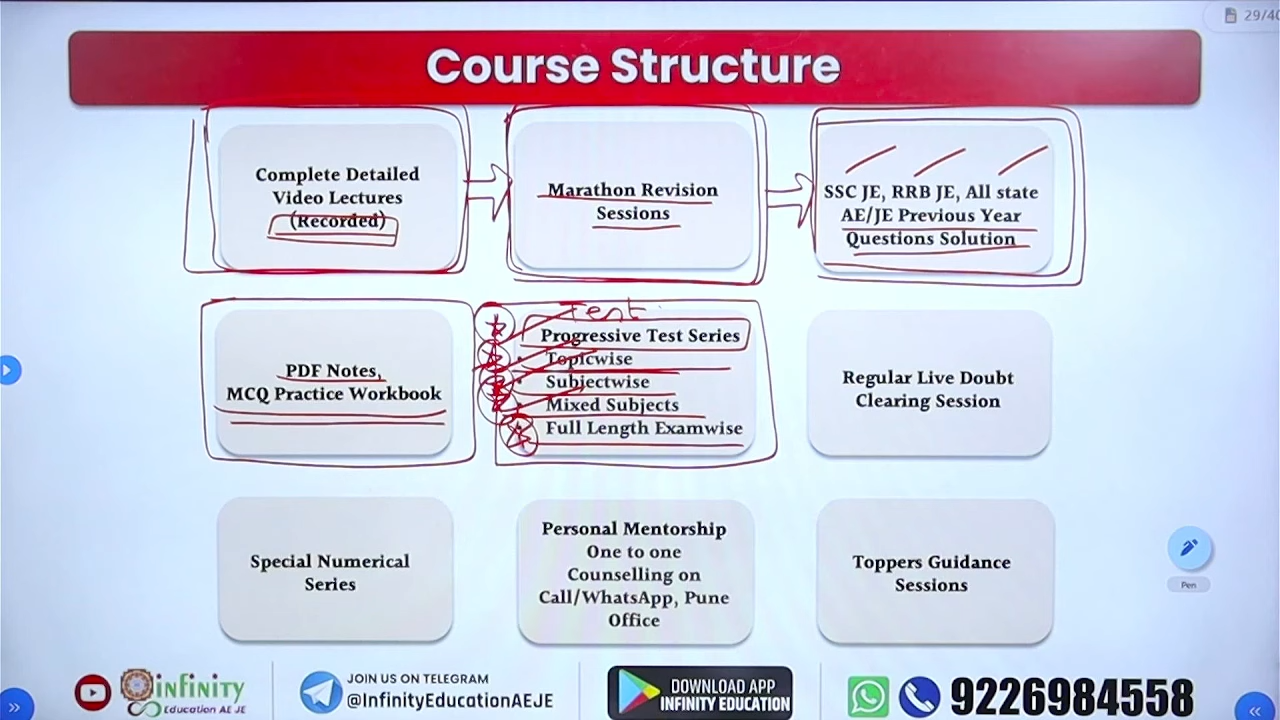 29/40
Course Structure
Complete Detailed
Video Lectures
(Recorded)
Marathon Revision
Sessions
SSC JE, RRB JE, All state
AE/JE Previous Year
Questions Solution
PDF Notes,
MCQ Practice Workbook
Test
Progressive Test Series
• Topicwise
• Subjectwise
• Mixed Subjects
• Full Length Examwise
Regular Live Doubt
Clearing Session
Special Numerical
Series
Personal Mentorship
One to one
Counselling on
Call/WhatsApp, Pune
Office
Toppers Guidance
Sessions
Pen
infinity
Education AE JE
JOIN US ON TELEGRAM
@InfinityEducationAEJE
DOWNLOAD APP
INFINITY EDUCATION
9226984558